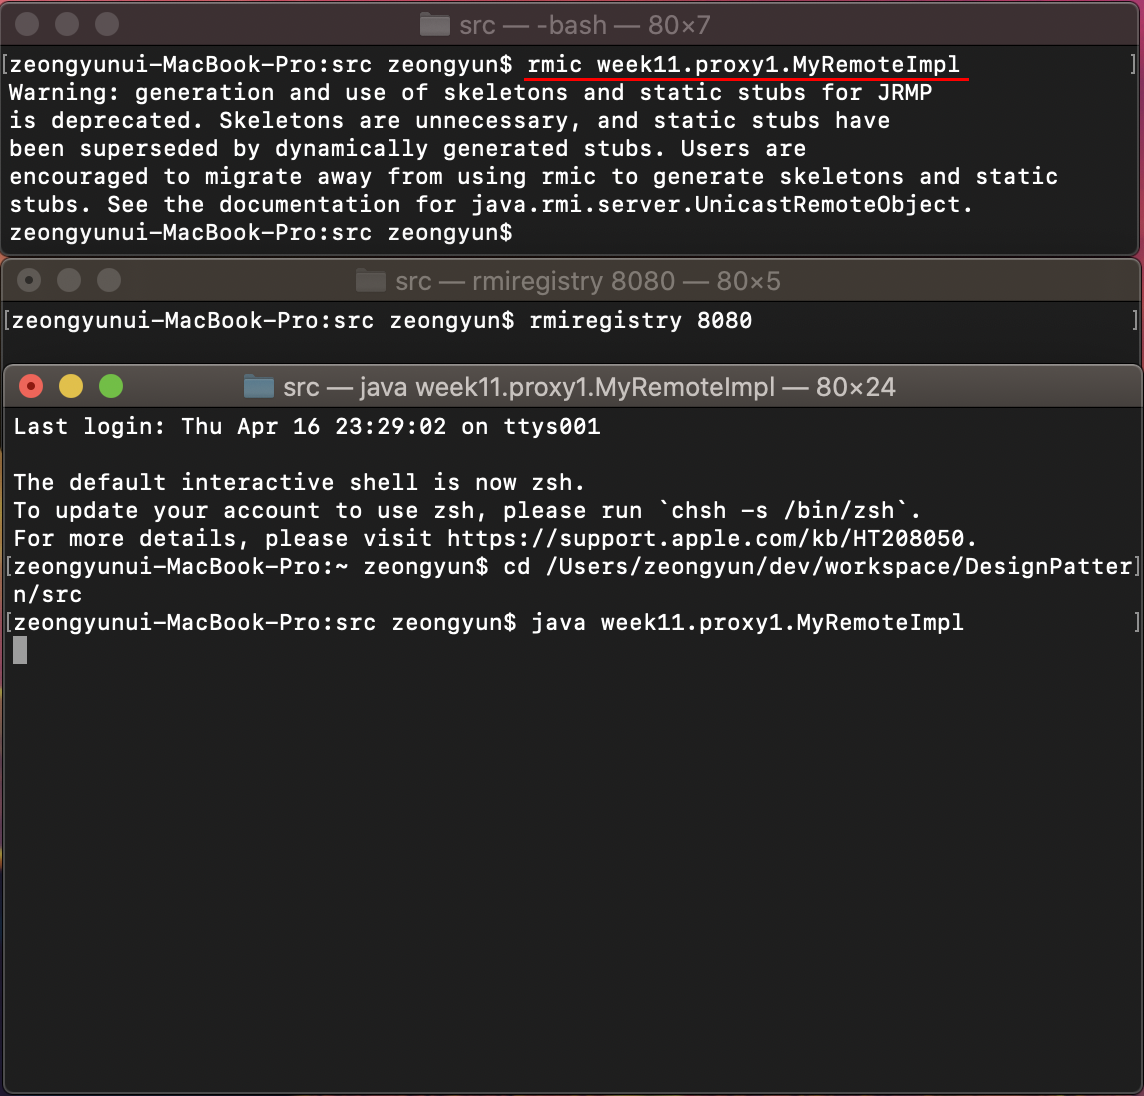 src — -bash — 80×7
[zeongyunui-MacBook-Pro:src zeongyun$ rmic week11.proxy1.MyRemoteImpl ]
Warning: generation and use of skeletons and static stubs for JRMP
is deprecated. Skeletons are unnecessary, and static stubs have
been superseded by dynamically generated stubs. Users are
encouraged to migrate away from using rmic to generate skeletons and static
stubs. See the documentation for java.rmi.server.UnicastRemoteObject.
zeongyunui-MacBook-Pro:src zeongyun$
src — rmiregistry 8080 — 80×5
[zeongyunui-MacBook-Pro:src zeongyun$ rmiregistry 8080 ]
src — java week11.proxy1.MyRemoteImpl — 80×24
Last login: Thu Apr 16 23:29:02 on ttys001
The default interactive shell is now zsh.
To update your account to use zsh, please run `chsh -s /bin/zsh`.
For more details, please visit https://support.apple.com/kb/HT208050.
[zeongyunui-MacBook-Pro:~ zeongyun$ cd /Users/zeongyun/dev/workspace/DesignPatter]
n/src
[zeongyunui-MacBook-Pro:src zeongyun$ java week11.proxy1.MyRemoteImpl ]